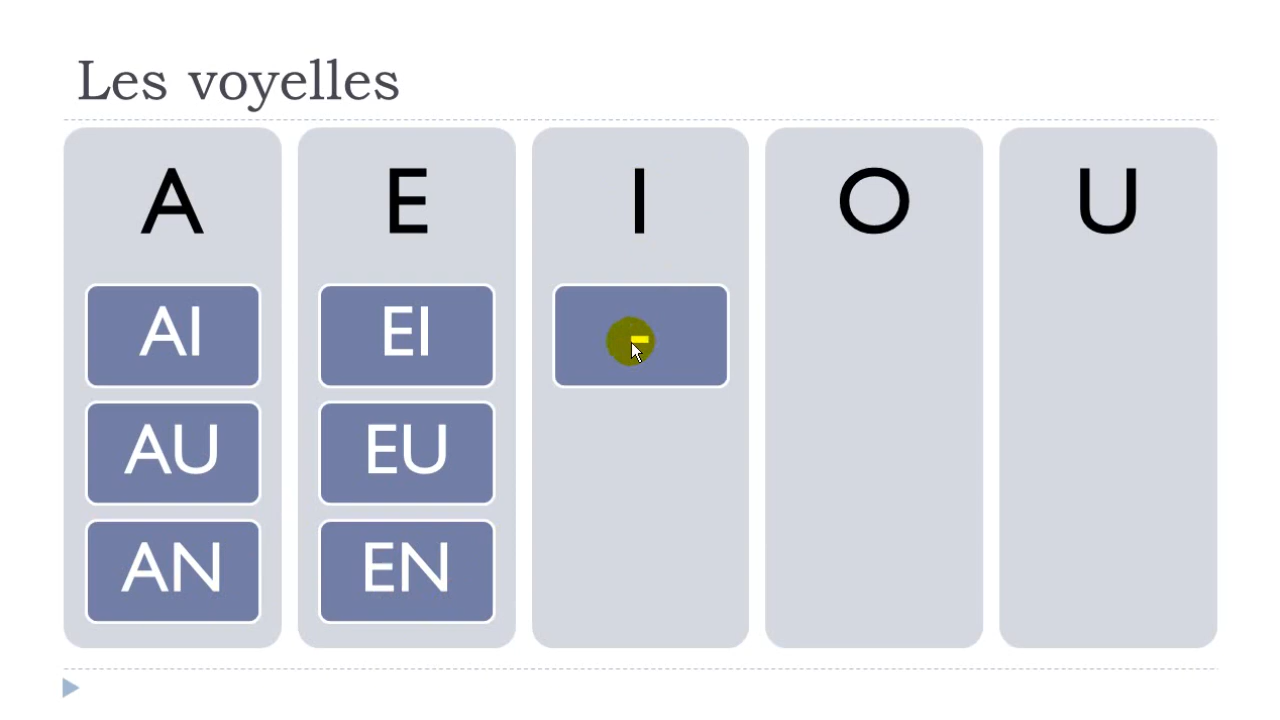 Les voyelles
A E I O U
AI EI -
AU EU
AN EN